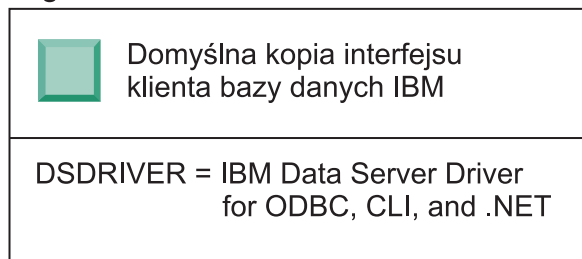 Domyślna kopia interfejsu
klienta bazy danych IBM
DSDRIVER = IBM Data Server Driver
for ODBC, CLI, and .NET